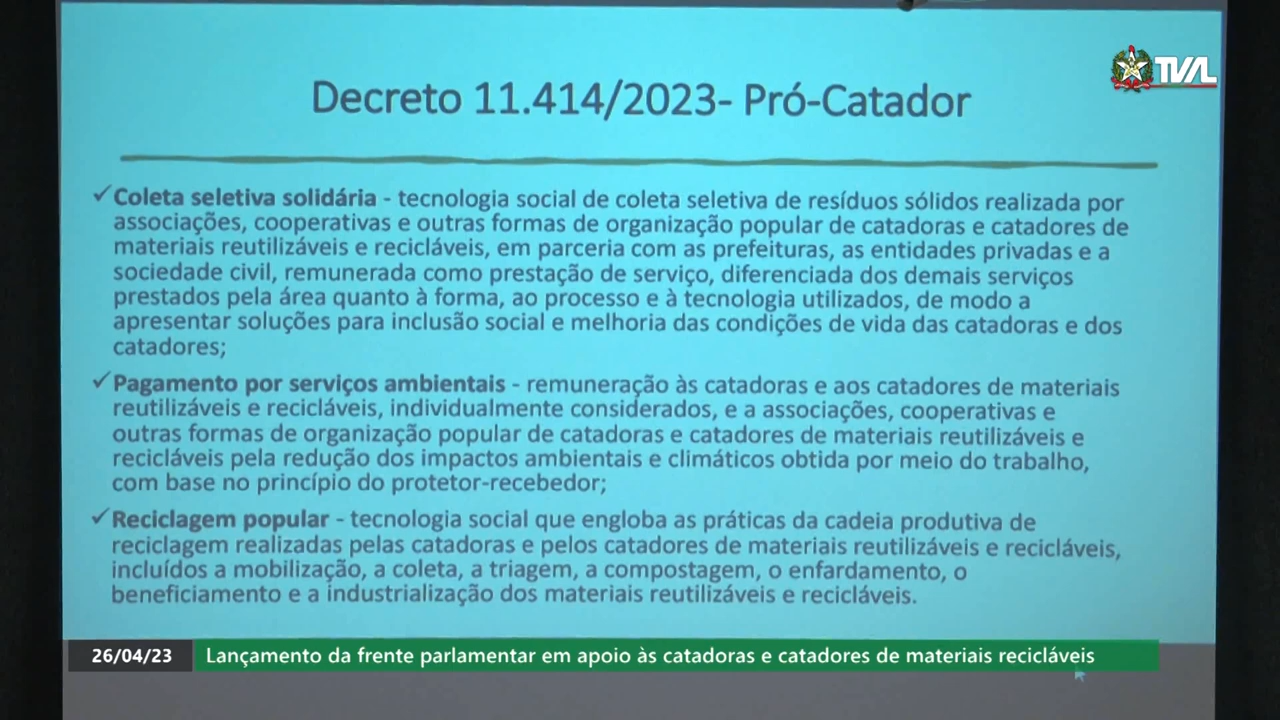 TVAL
Decreto 11.414/2023- Pró-Catador
✓Coleta seletiva solidária - tecnologia social de coleta seletiva de resíduos sólidos realizada por
associações, cooperativas e outras formas de organização popular de catadoras e catadores de
materiais reutilizáveis e recicláveis, em parceria com as prefeituras, as entidades privadas e a
sociedade civil, remunerada como prestação de serviço, diferenciada dos demais serviços
prestados pela área quanto à forma, ao processo e à tecnologia utilizados, de modo a
apresentar soluções para inclusão social e melhoria das condições de vida das catadoras e dos
catadores;
✓Pagamento por serviços ambientais - remuneração às catadoras e aos catadores de materiais
reutilizáveis e recicláveis, individualmente considerados, e a associações, cooperativas e
outras formas de organização popular de catadoras e catadores de materiais reutilizáveis e
recicláveis pela redução dos impactos ambientais e climáticos obtida por meio do trabalho,
com base no princípio do protetor-recebedor;
✓Reciclagem popular - tecnologia social que engloba as práticas da cadeia produtiva de
reciclagem realizadas pelas catadoras e pelos catadores de materiais reutilizáveis e recicláveis,
incluídos a mobilização, a coleta, a triagem, a compostagem, o enfardamento, o
beneficiamento e a industrialização dos materiais reutilizáveis e recicláveis.
26/04/23 Lançamento da frente parlamentar em apoio às catadoras e catadores de materiais recicláveis